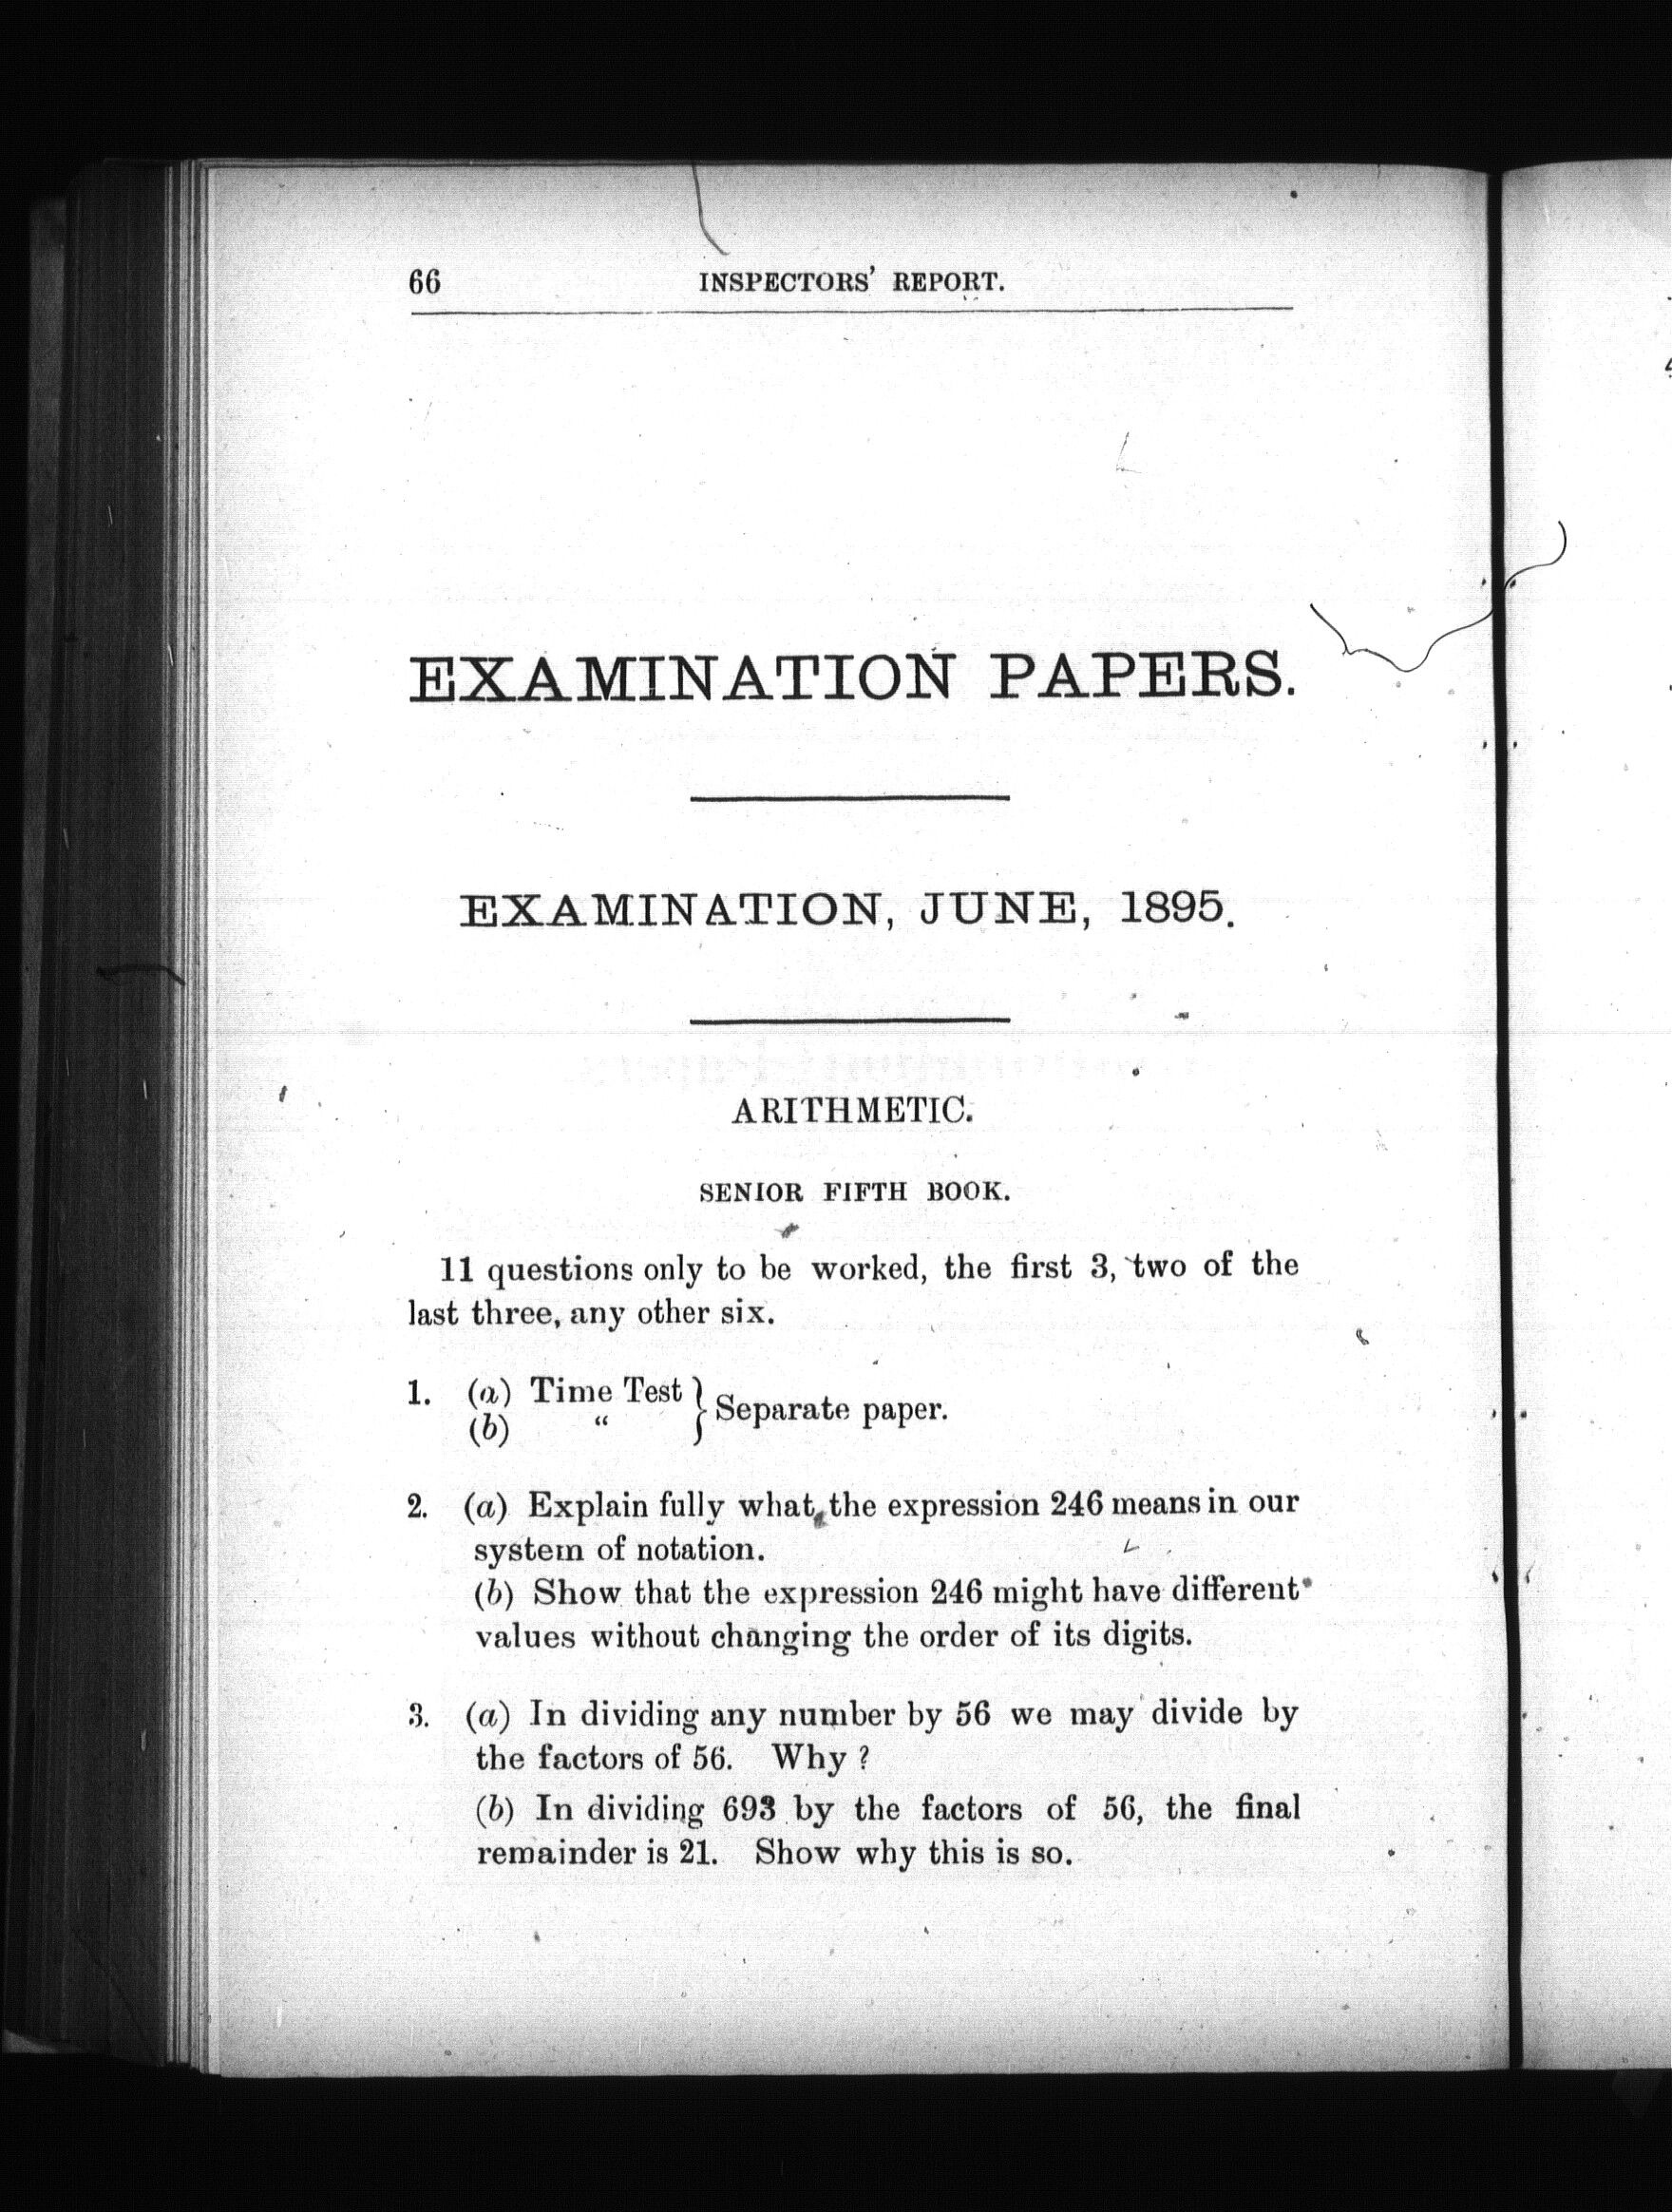 66 INSPECTORS' REPORT.
EXAMINATION PAPERS.
EXAMINATION, JUNE, 1895.
ARITHMETIC.
SENIOR FIFTH BOOK.
11 questions only to be worked, the first 3, two of the
last three, any other six.
1. (a) Time Test } Separate paper.
(b) “
2. (a) Explain fully what the expression 246 means in our
system of notation.
(b) Show that the expression 246 might have different
values without changing the order of its digits.
3. (a) In dividing any number by 56 we may divide by
the factors of 56. Why ?
(b) In dividing 693 by the factors of 56, the final
remainder is 21. Show why this is so.